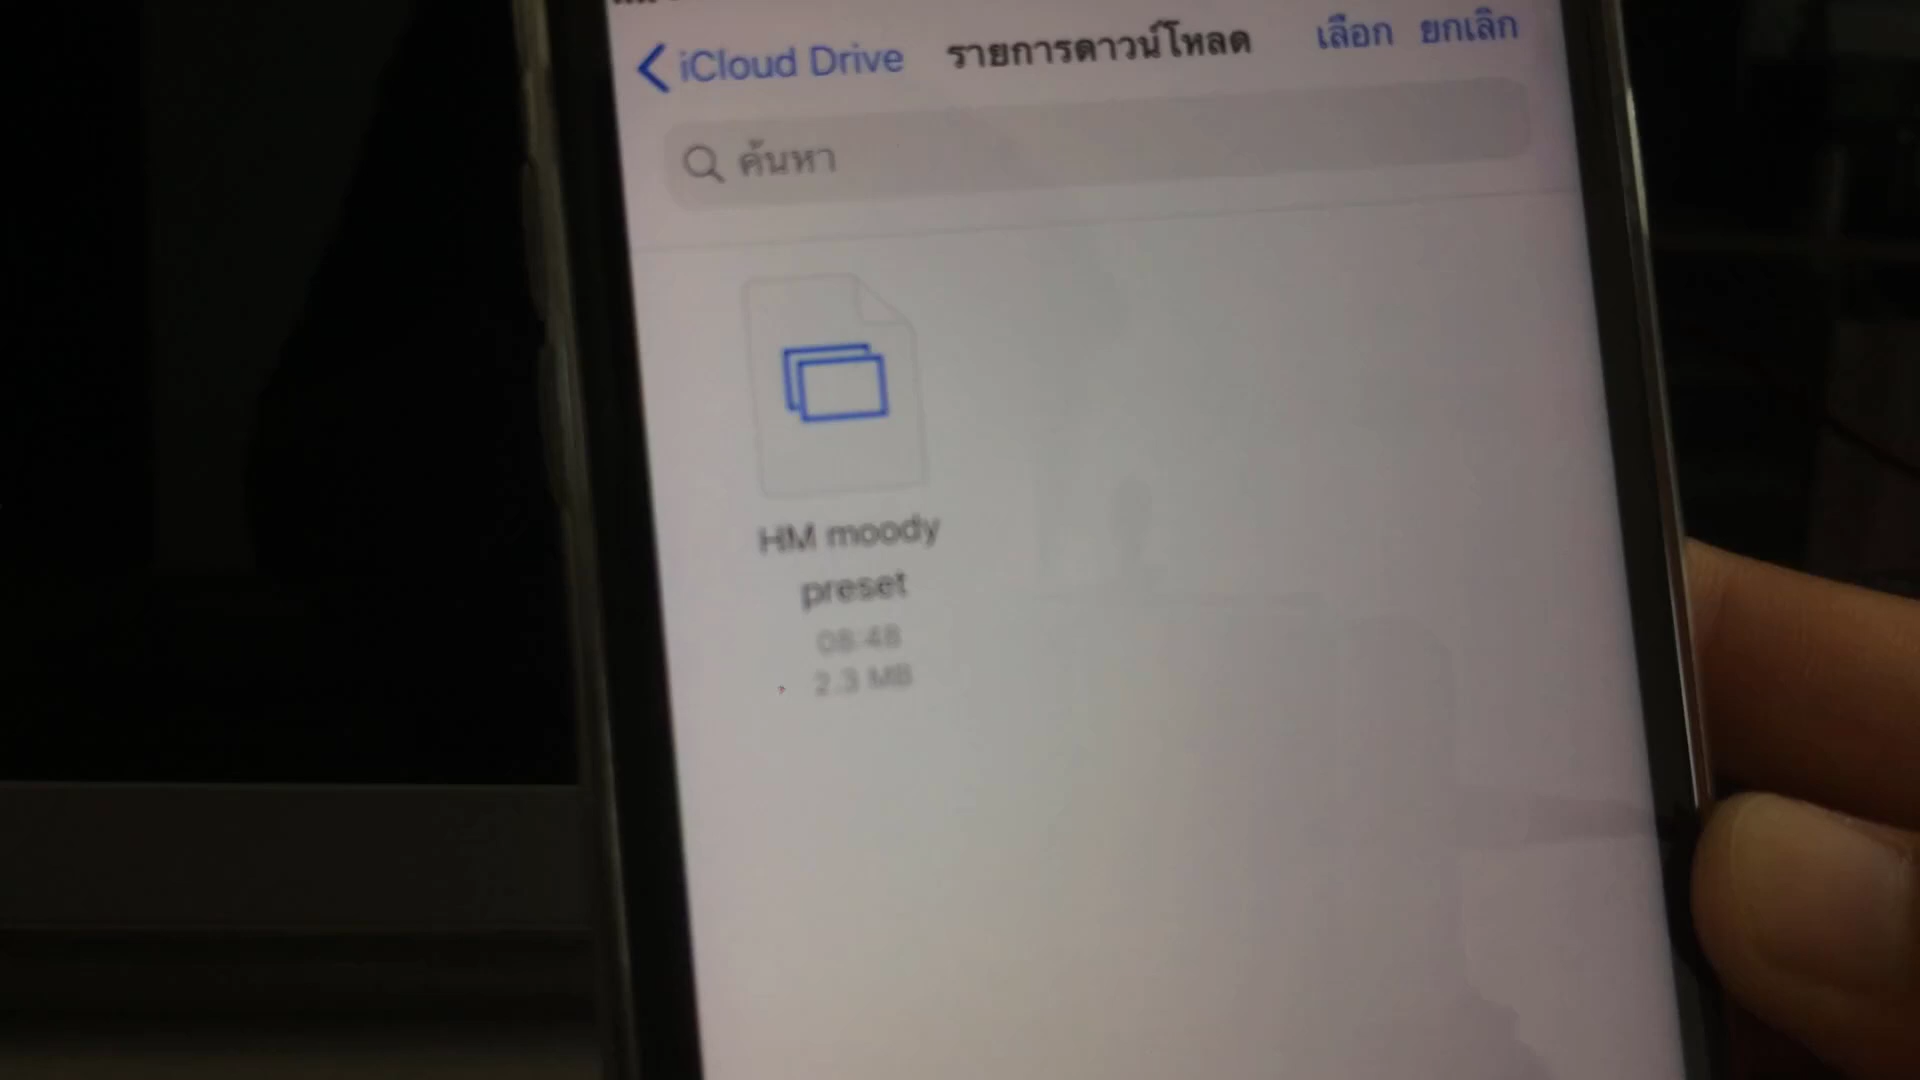 iCloud Drive รายการดาวน์โหลด เลือก ยกเลิก
ค้นหา
HM moody
preset
08:48
2.3 MB